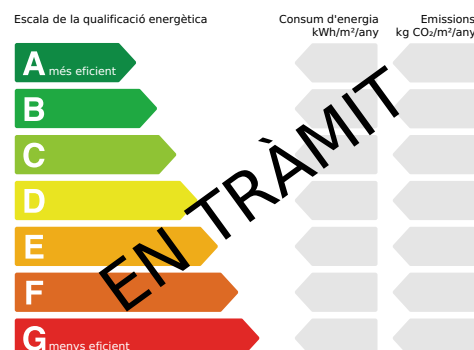 Escala de la qualificació energètica
Consum d'energia
kWh/m²/any
Emissions
kg CO₂/m²/any
A més eficient
B
C
D
E
F
G menys eficient
EN TRÀMIT